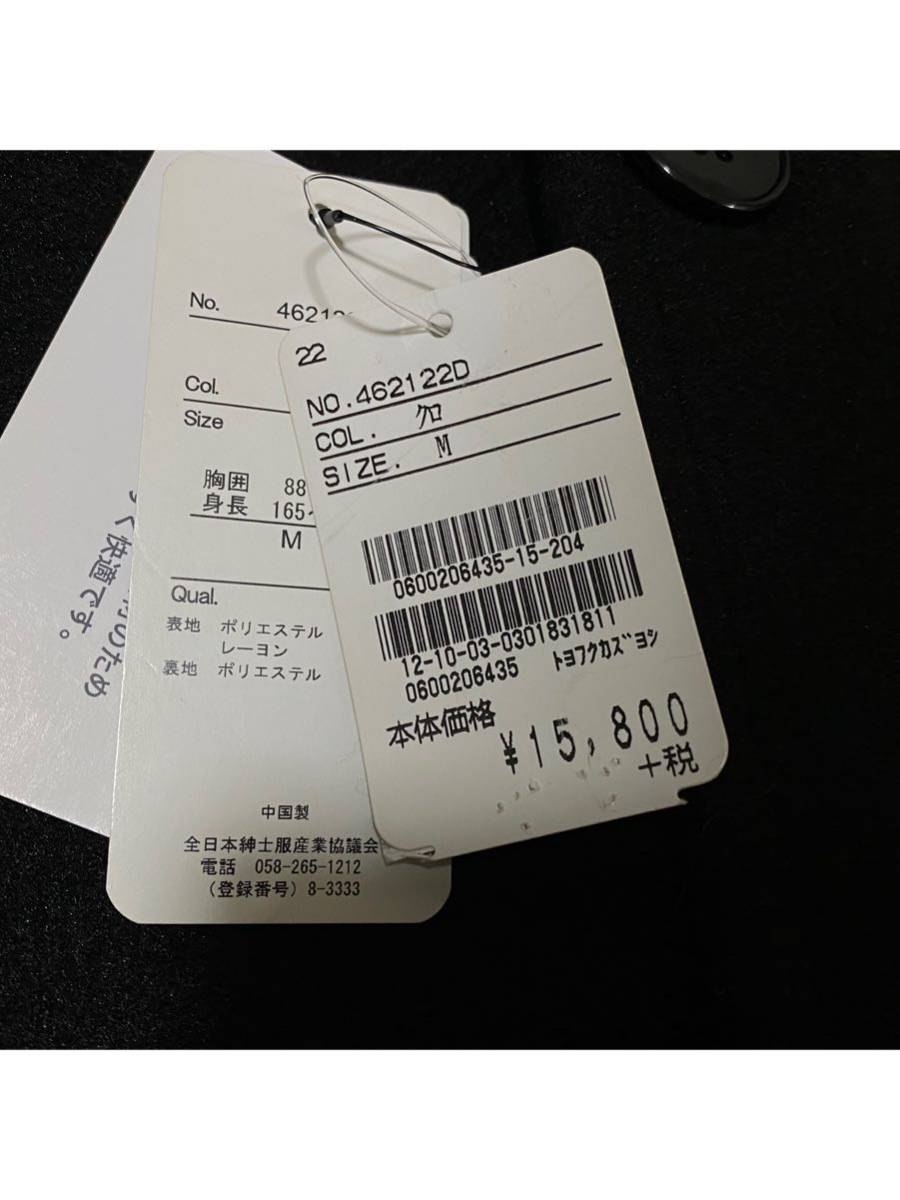 No. 46212
Col.
Size
胸囲 88
身長 165~
M
Qual.
表地 ポリエステル
レーヨン
裏地 ポリエステル
中国製
全日本紳士服産業協議会
電話 058-265-1212
(登録番号) 8-3333
22
NO.462122D
COL. クロ
SIZE. M
0600206435-15-204
12-10-03-0301831811
0600206435 トヨフクカズヨシ
本体価格
¥15,800
+税
のため
快適です。